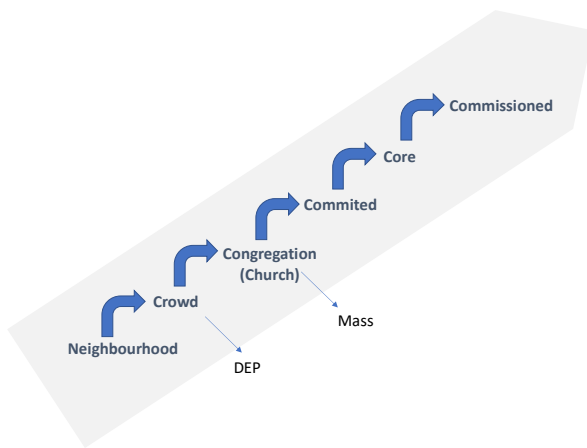 Commissioned
Core
Commited
Congregation
(Church)
Crowd
Mass
Neighbourhood
DEP